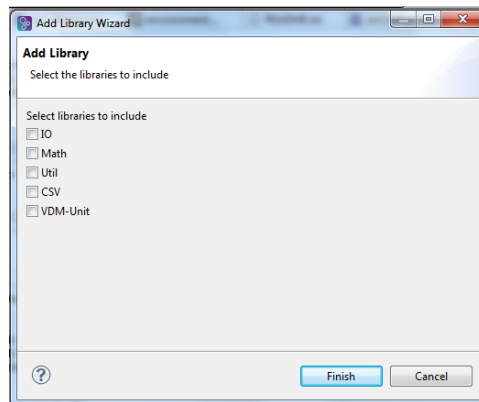 Add Library Wizard
Add Library
Select the libraries to include
Select libraries to include
IO
Math
Util
CSV
VDM-Unit
?
Finish
Cancel